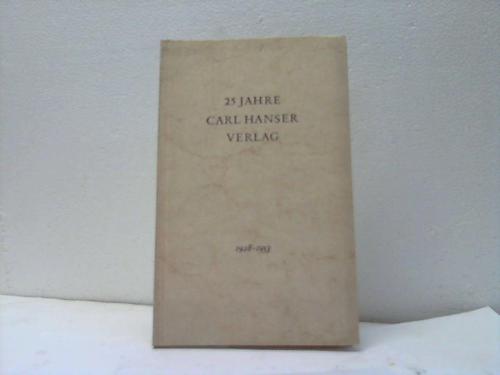 25 JAHRE
CARL HANSER
VERLAG
1928–1953